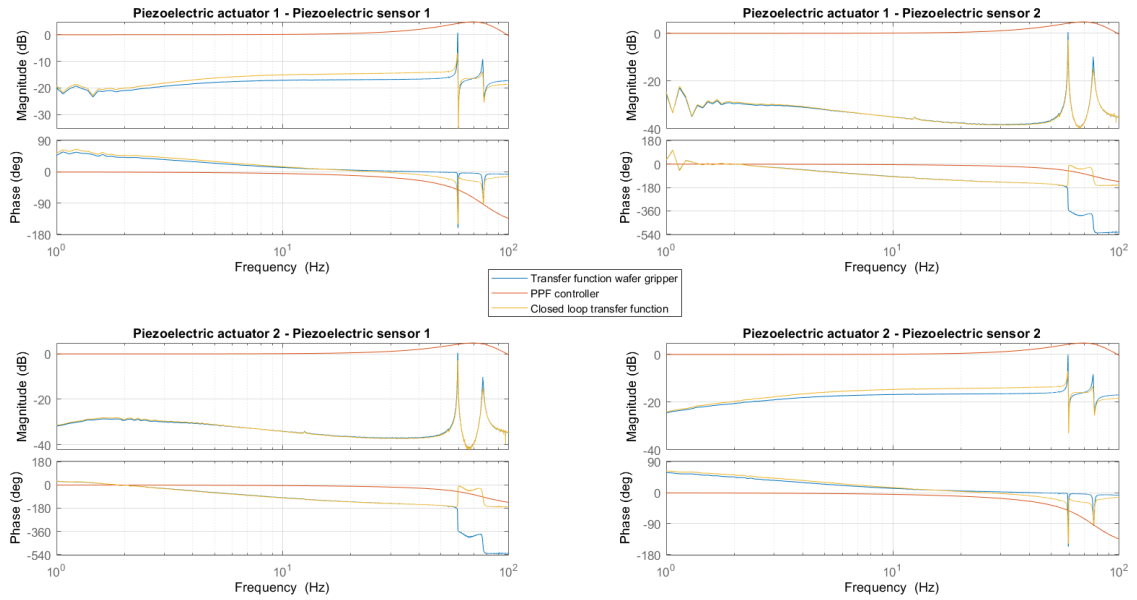 Piezoelectric actuator 1 - Piezoelectric sensor 1
0
-10
-20
-30
Magnitude (dB)
90
0
-90
-180
Phase (deg)
10^0
10^1
10^2
Frequency (Hz)
Piezoelectric actuator 1 - Piezoelectric sensor 2
0
-20
-40
Magnitude (dB)
180
0
-180
-360
-540
Phase (deg)
10^0
10^1
10^2
Frequency (Hz)
Transfer function wafer gripper
PPF controller
Closed loop transfer function
Piezoelectric actuator 2 - Piezoelectric sensor 1
0
-20
-40
Magnitude (dB)
180
0
-180
-360
-540
Phase (deg)
10^0
10^1
10^2
Frequency (Hz)
Piezoelectric actuator 2 - Piezoelectric sensor 2
0
-20
-40
Magnitude (dB)
90
0
-90
-180
Phase (deg)
10^0
10^1
10^2
Frequency (Hz)